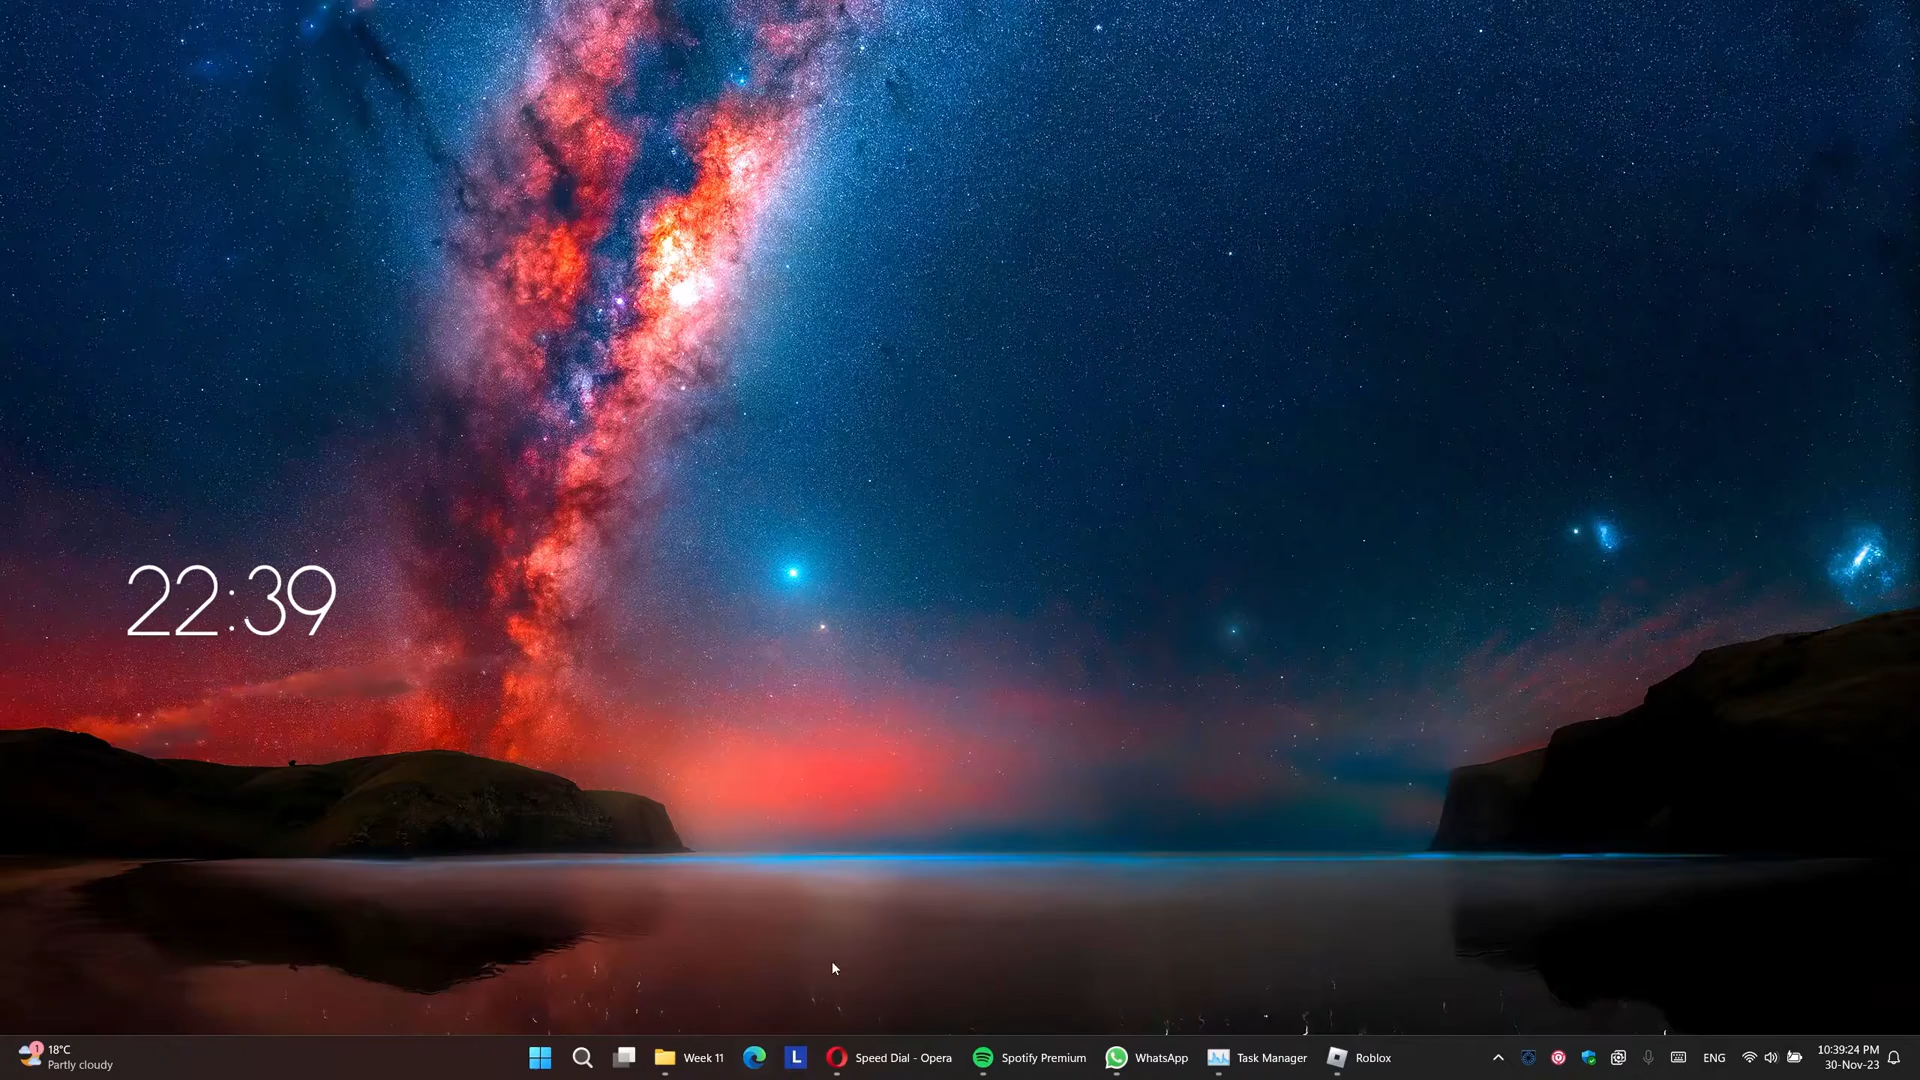 22:39
1
18°C
Partly cloudy
Week 11
L
Speed Dial - Opera
Spotify Premium
WhatsApp
Task Manager
Roblox
ENG
10:39:24 PM
30-Nov-23